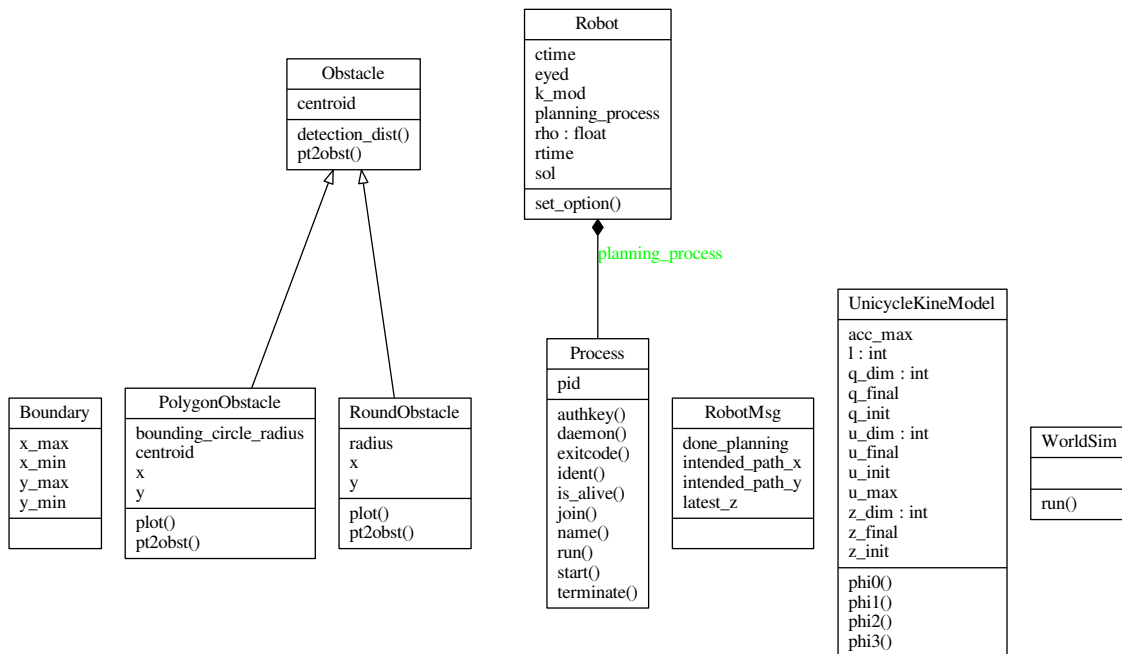 Robot
ctime
eyed
k_mod
planning_process
rho : float
rtime
sol
set_option()
Obstacle
centroid
detection_dist()
pt2obst()
planning_process
Boundary
x_max
x_min
y_max
y_min
PolygonObstacle
bounding_circle_radius
centroid
x
y
plot()
pt2obst()
RoundObstacle
radius
x
y
plot()
pt2obst()
Process
pid
authkey()
daemon()
exitcode()
ident()
is_alive()
join()
name()
run()
start()
terminate()
RobotMsg
done_planning
intended_path_x
intended_path_y
latest_z
UnicycleKineModel
acc_max
l : int
q_dim : int
q_final
q_init
u_dim : int
u_final
u_init
u_max
z_dim : int
z_final
z_init
phi0()
phi1()
phi2()
phi3()
WorldSim
run()